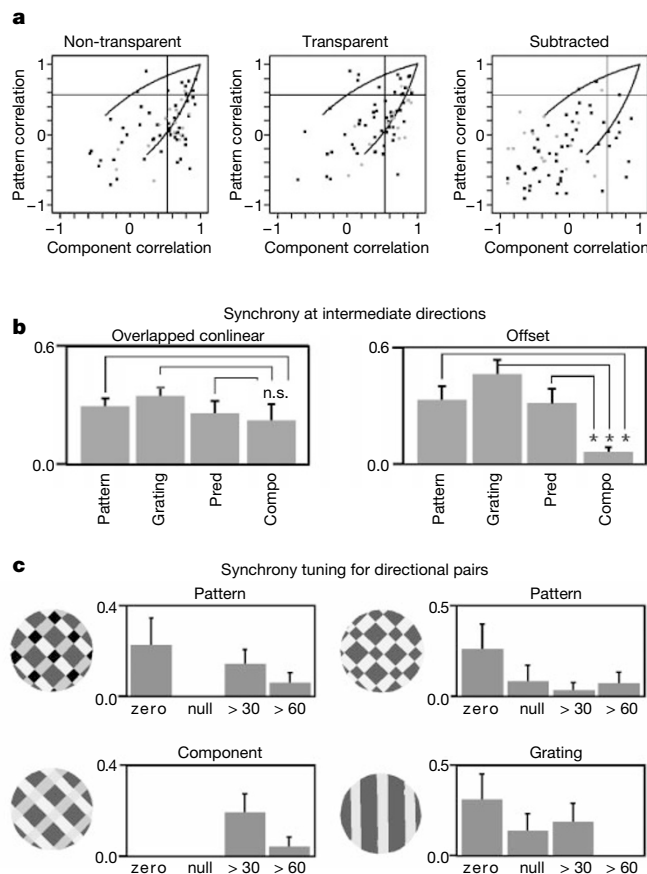 a
Non-transparent Transparent Subtracted
Pattern correlation
1
0
−1
−1 0 1
Component correlation
Pattern correlation
1
0
−1
−1 0 1
Component correlation
Pattern correlation
1
0
−1
−1 0 1
Component correlation
b
Synchrony at intermediate directions
Overlapped conlinear
0.6
0.0
n.s.
Pattern
Grating
Pred
Compo
Offset
0.6
0.0
* * *
Pattern
Grating
Pred
Compo
c
Synchrony tuning for directional pairs
Pattern
0.4
0.0
zero null > 30 > 60
Pattern
0.5
0.0
zero null > 30 > 60
Component
0.4
0.0
zero null > 30 > 60
Grating
0.5
0.0
zero null > 30 > 60